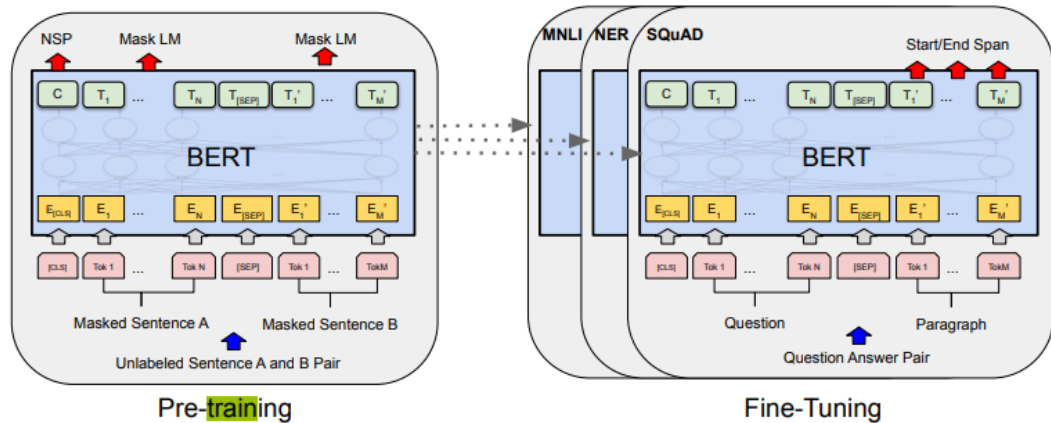 NSP Mask LM Mask LM
C T1 ... TN T[SEP] T1' ... TM'
BERT
E[CLS] E1 ... EN E[SEP] E1' ... EM'
[CLS] Tok 1 ... Tok N [SEP] Tok 1 ... TokM
Masked Sentence A Masked Sentence B
Unlabeled Sentence A and B Pair
Pre-training
MNLI NER SQuAD
Start/End Span
C T1 ... TN T[SEP] T1' ... TM'
BERT
E[CLS] E1 ... EN E[SEP] E1' ... EM'
[CLS] Tok 1 ... Tok N [SEP] Tok 1 ... TokM
Question Paragraph
Question Answer Pair
Fine-Tuning